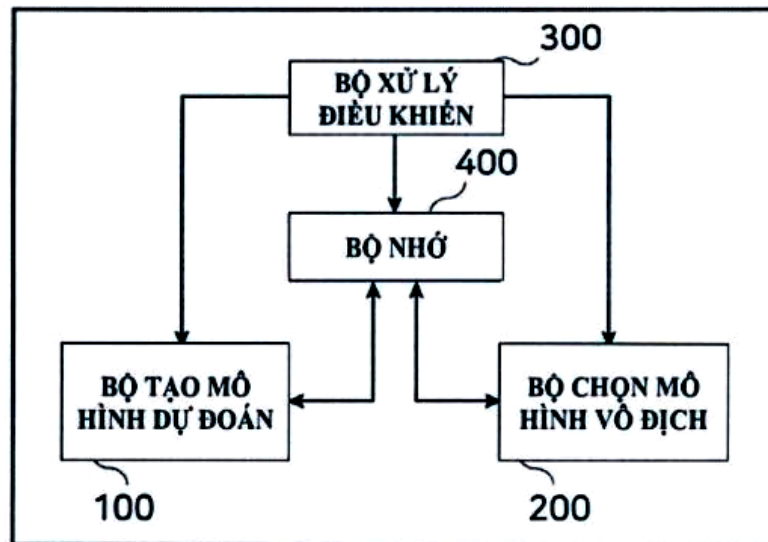 300
BỘ XỬ LÝ
ĐIỀU KHIỂN
400
BỘ NHỚ
BỘ TẠO MÔ
HÌNH DỰ ĐOÁN
BỘ CHỌN MÔ
HÌNH VÔ ĐỊCH
100
200